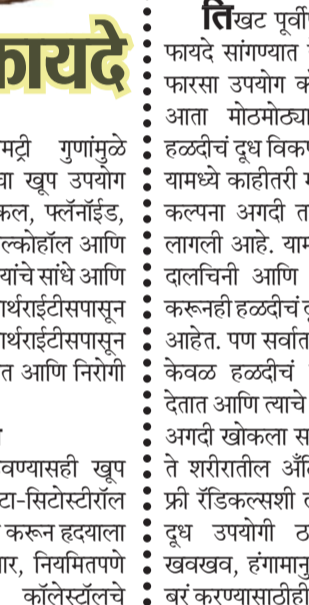 कायदे
मट्री गुणांमुळे
वा खूप उपयोग
कल, फ्लॅनॉईड,
ल्कोहॉल आणि
यांचे सांधे आणि
आर्थराईटीसपासून
आर्थराईटीसपासून
त आणि निरोगी
वण्यासही खूप
टा-सिटोस्टीरॉल
करून हृदयाला
ार, नियमितपणे
कॉलेस्टॉलचे
तिखट पूर्वी
फायदे सांगण्यात
फारसा उपयोग क
आता मोठमोठ्या
हळदीचं दूध विक
यामध्ये काहीतरी
कल्पना अगदी त
लागली आहे. याम
दालचिनी आणि
करूनही हळदीचं दू
आहेत. पण सर्वात
केवळ हळदीचं
देतात आणि त्याचे
अगदी खोकला स
ते शरीरातील अँटि
फ्री रॅडिकल्सशी ल
दूध उपयोगी ठ
खवखव, हंगामानु
बरं करण्यासाठीही